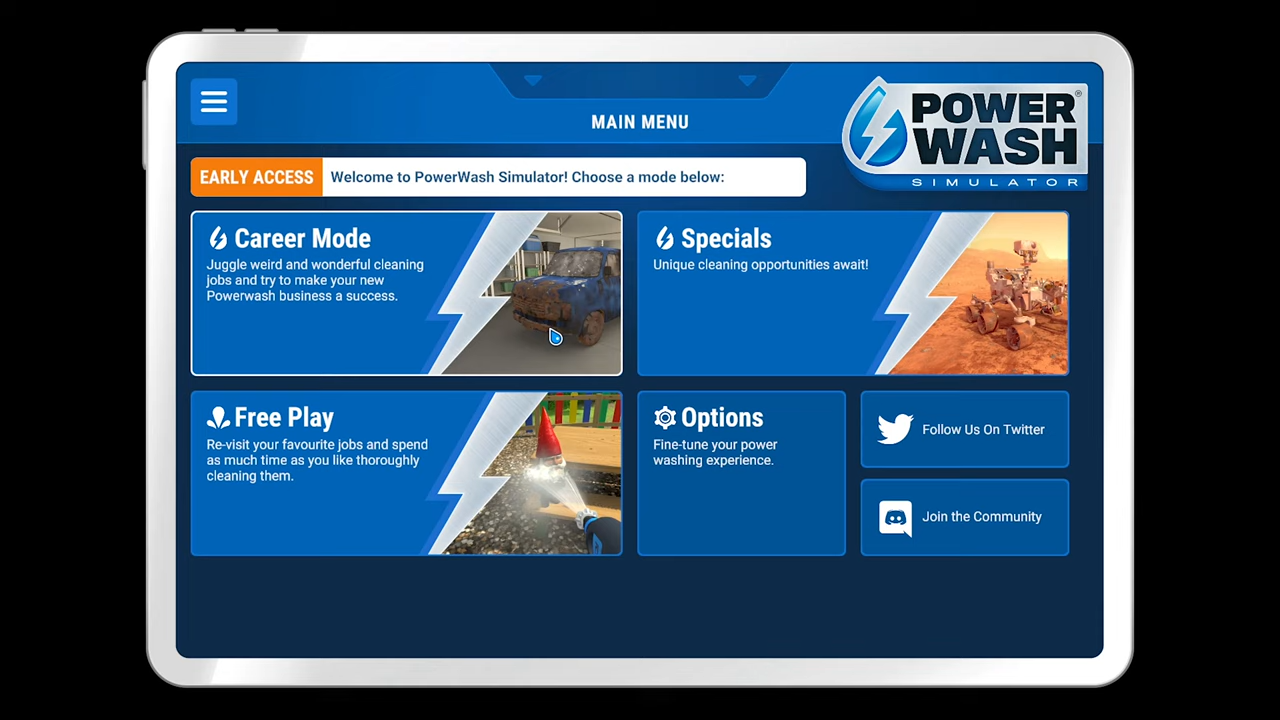 MAIN MENU
POWER
WASH
SIMULATOR
EARLY ACCESS Welcome to PowerWash Simulator! Choose a mode below:
Career Mode
Juggle weird and wonderful cleaning
jobs and try to make your new
Powerwash business a success.
Specials
Unique cleaning opportunities await!
Free Play
Re-visit your favourite jobs and spend
as much time as you like thoroughly
cleaning them.
Options
Fine-tune your power
washing experience.
Follow Us On Twitter
Join the Community